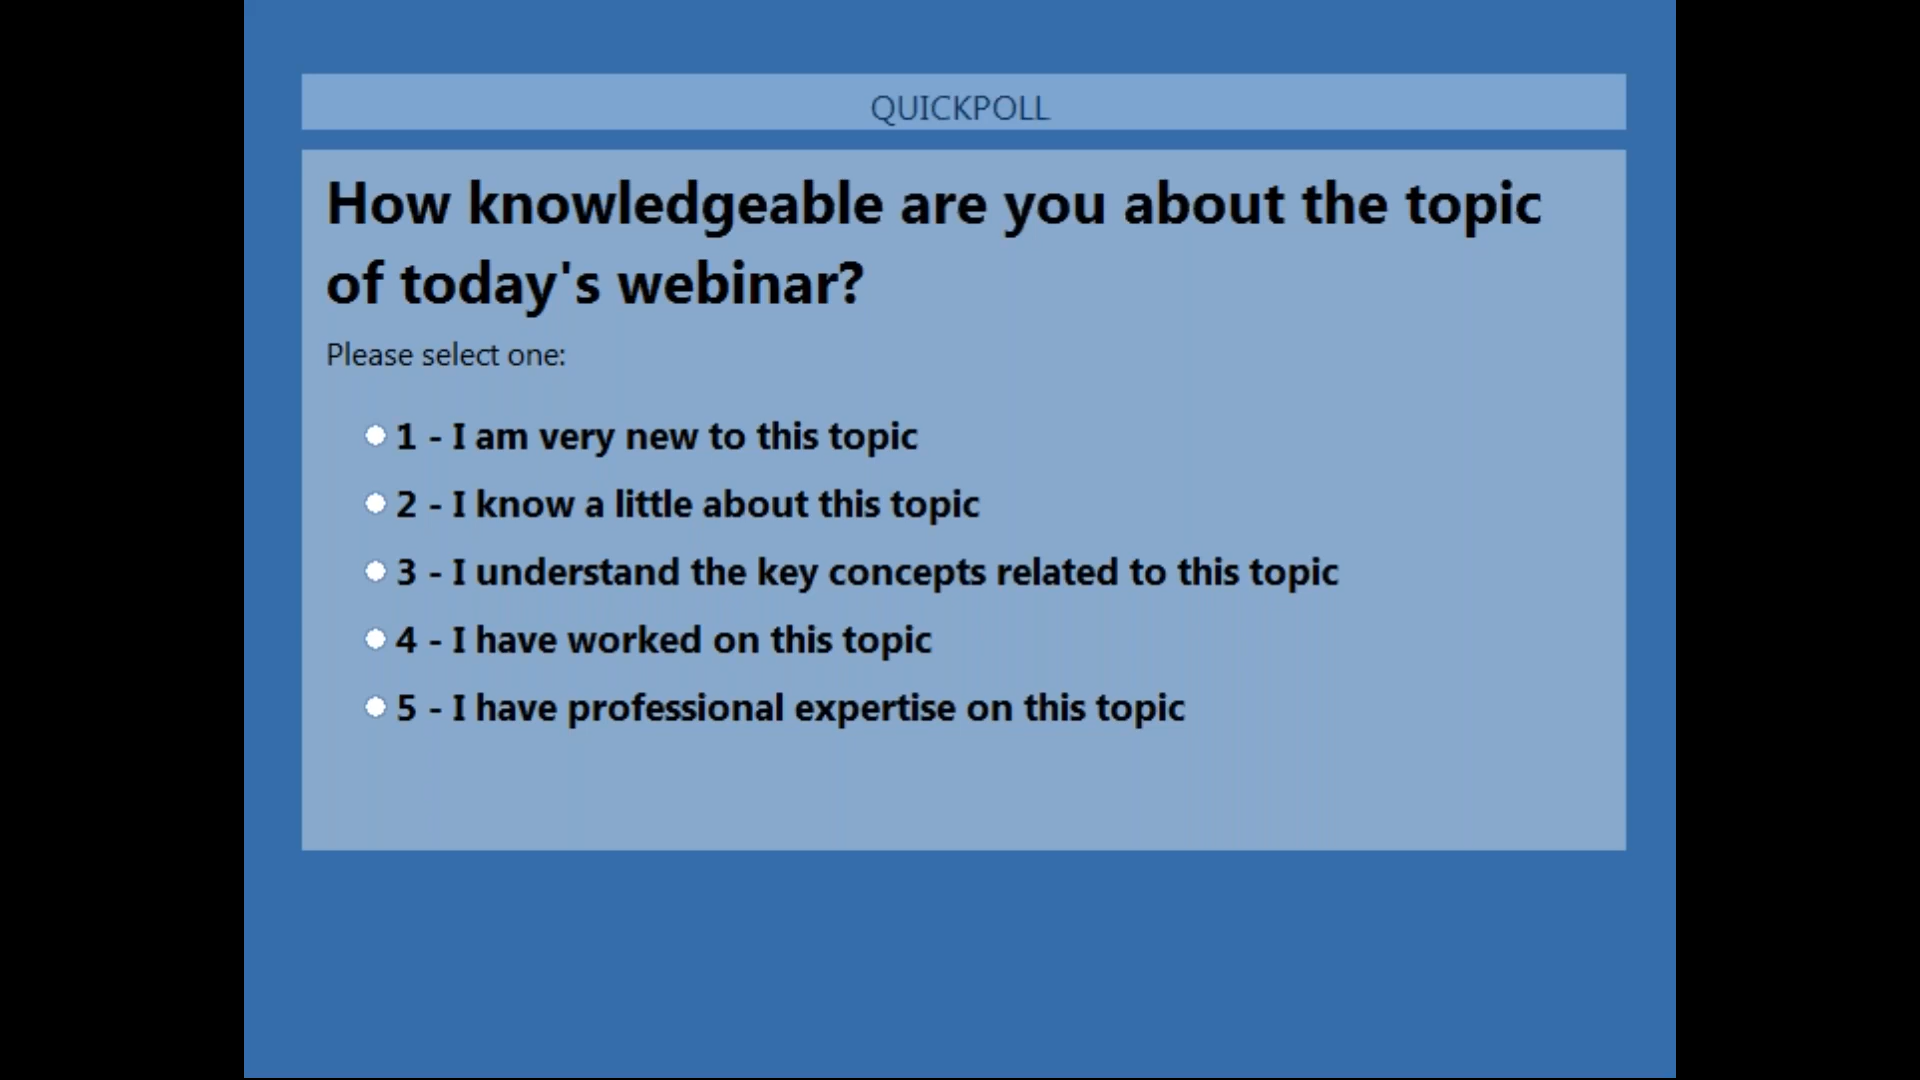 QUICKPOLL
How knowledgeable are you about the topic
of today's webinar?
Please select one:
1 - I am very new to this topic
2 - I know a little about this topic
3 - I understand the key concepts related to this topic
4 - I have worked on this topic
5 - I have professional expertise on this topic